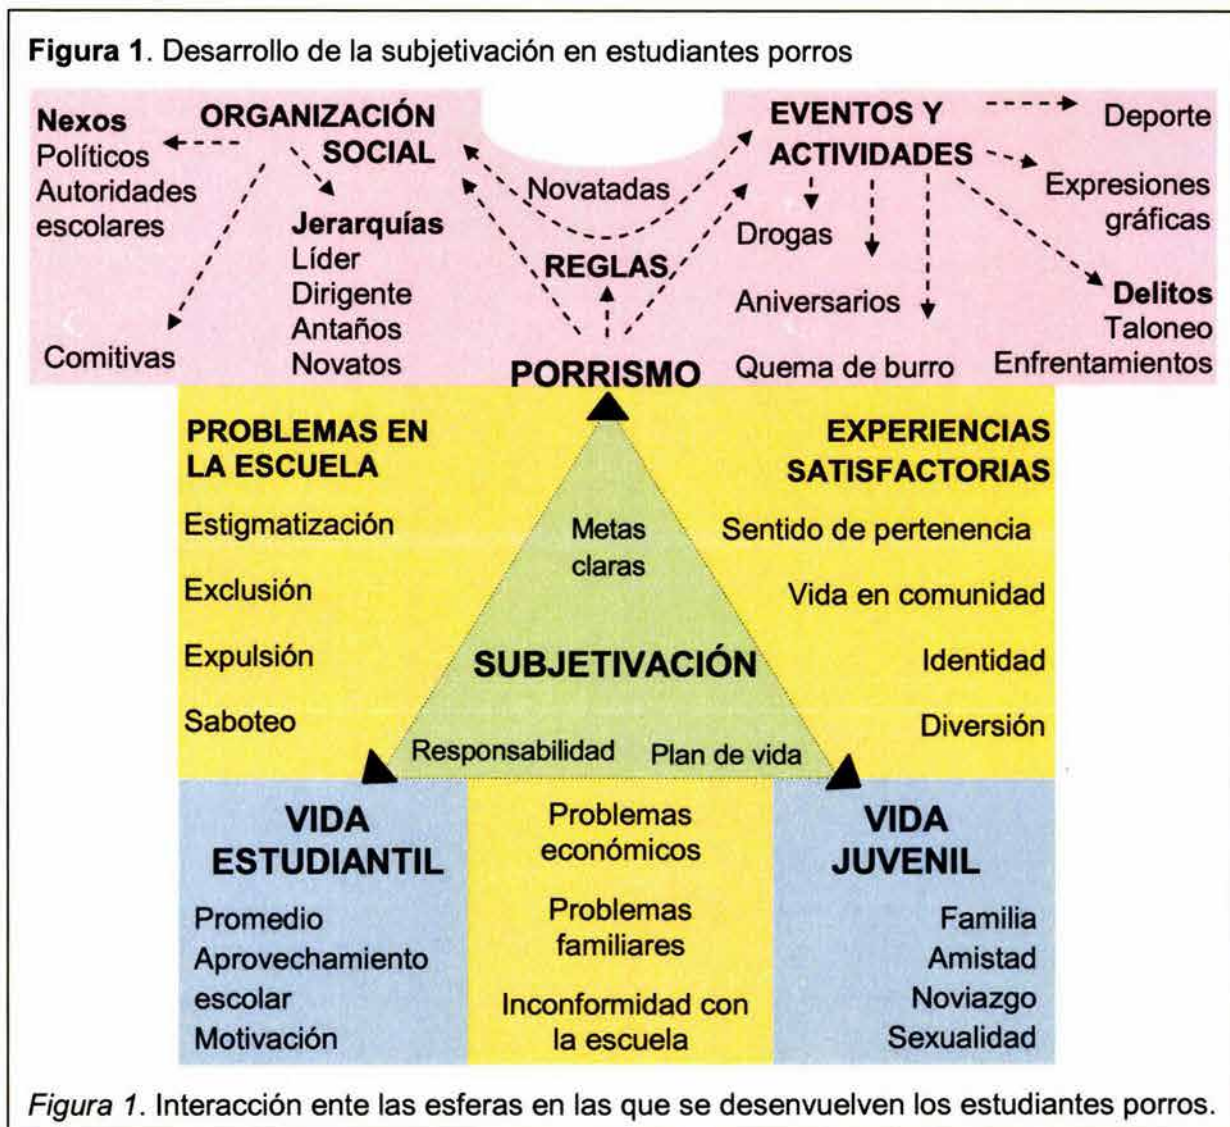 Figura 1. Desarrollo de la subjetivación en estudiantes porros
Nexos
Políticos
Autoridades
escolares
ORGANIZACIÓN
SOCIAL
Jerarquías
Líder
Dirigente
Antaños
Novatos
Comitivas
Novatadas
REGLAS
PORRISMO
EVENTOS Y
ACTIVIDADES
Drogas
Aniversarios
Quema de burro
Deporte
Expresiones
gráficas
Delitos
Taloneo
Enfrentamientos
PROBLEMAS EN
LA ESCUELA
Estigmatización
Exclusión
Expulsión
Saboteo
Metas
claras
SUBJETIVACIÓN
Responsabilidad
Plan de vida
EXPERIENCIAS
SATISFACTORIAS
Sentido de pertenencia
Vida en comunidad
Identidad
Diversión
VIDA
ESTUDIANTIL
Promedio
Aprovechamiento
escolar
Motivación
Problemas
económicos
Problemas
familiares
Inconformidad con
la escuela
VIDA
JUVENIL
Familia
Amistad
Noviazgo
Sexualidad
Figura 1. Interacción ente las esferas en las que se desenvuelven los estudiantes porros.